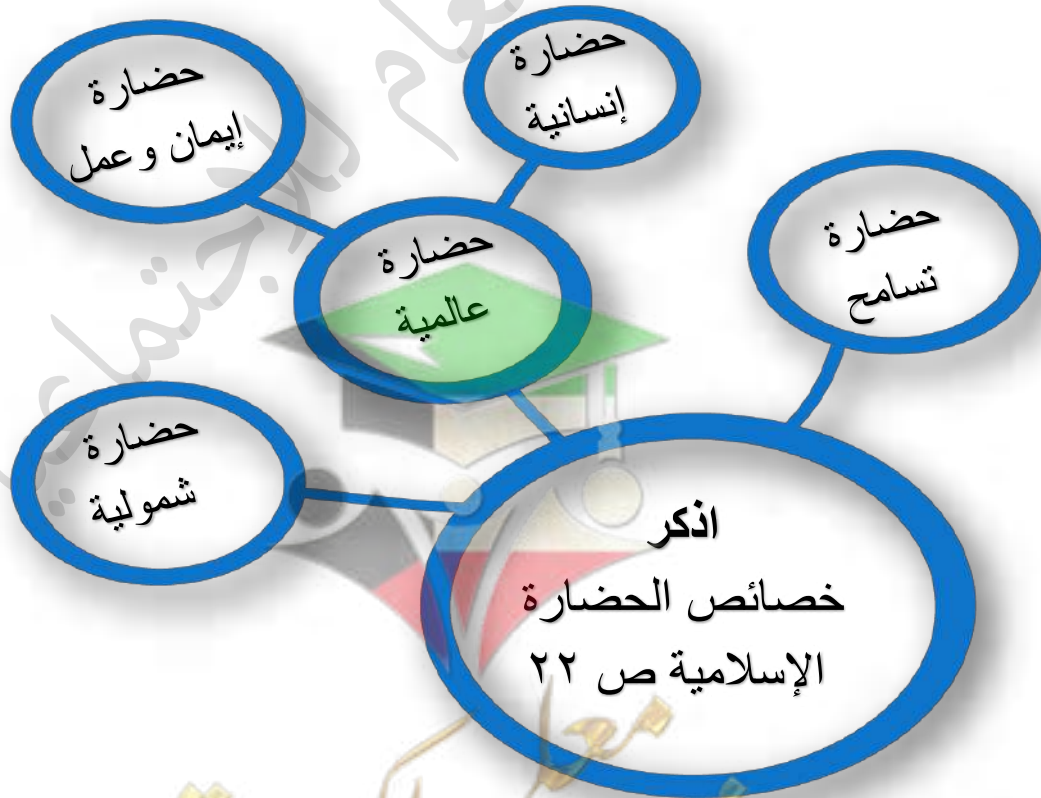 حضارة
إنسانية
حضارة
إيمان وعمل
حضارة
تسامح
حضارة
عالمية
حضارة
شمولية
اذكر
خصائص الحضارة
الإسلامية ص ٢٢